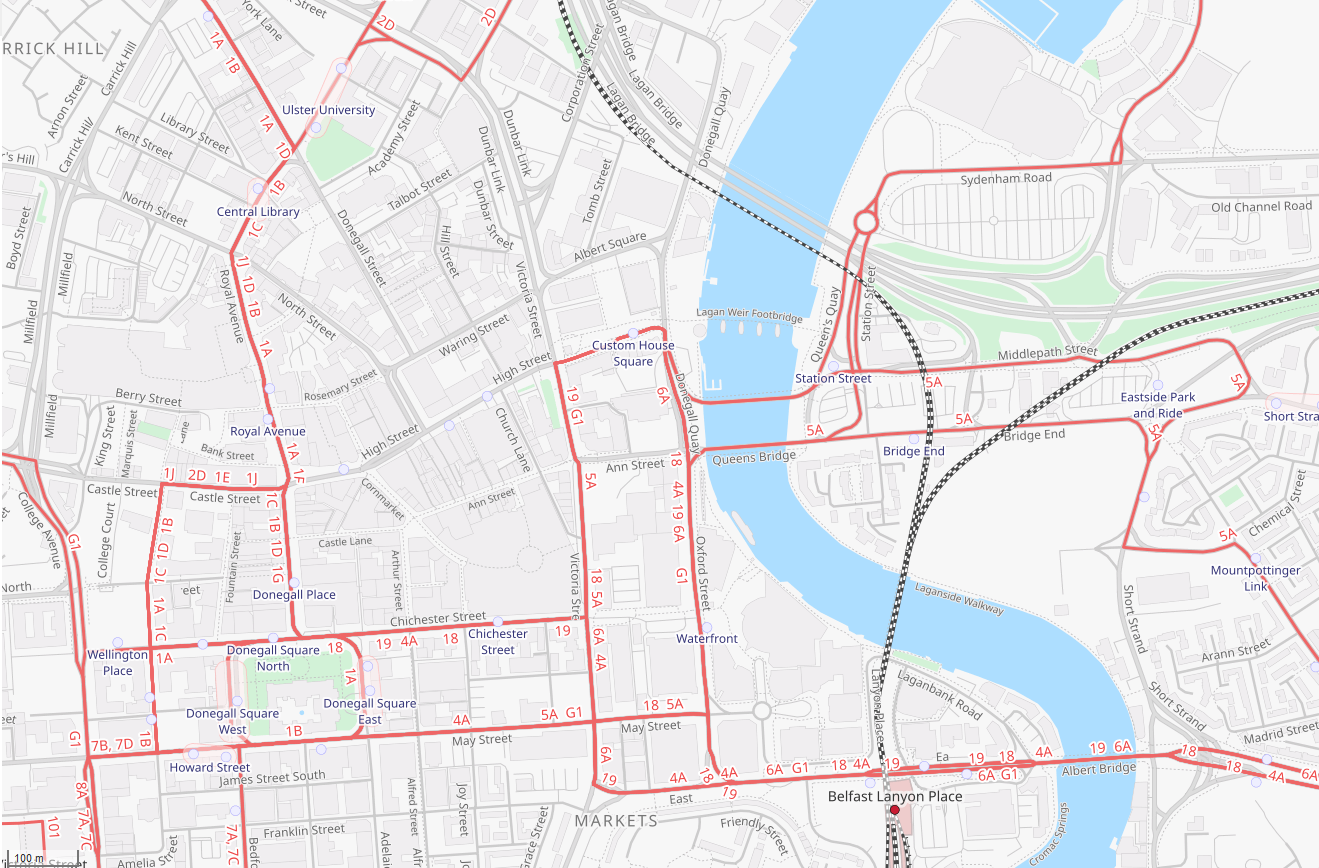 2D
2D
York Lane
1A
1B
RRICK HILL
Carrick Hill
Arnon Street
Corporation Street
Lagan Bridge
Lagan Bridge
Lagan Bridge
Donegall Quay
Ulster University
Library Street
Kent Street
1A
1D
Academy Street
Dunbar Link
Dunbar Link
Carrick Hill
's Hill
Talbot Street
Tomb Street
Sydenham Road
1B
North Street
Central Library
1C
Donegall Street
Hill Street
Dunbar Street
Old Channel Road
Boyd Street
Millfield
Albert Square
1J
1D
1B
1A
Royal Avenue
North Street
Victoria Street
Station Street
Queen's Quay
Millfield
Waring Street
Lagan Weir Footbridge
High Street
Custom House
Square
Middlepath Street
Station Street
5A
5A
Rosemary Street
Berry Street
19
G1
6A
Donegall Quay
Eastside Park
and Ride
Millfield
King Street
Marquis Street
Lane
Royal Avenue
High Street
Church Lane
5A
5A
Bridge End
Bridge End
5A
Short Stra
Bank Street
1A
1F
Ann Street
Queens Bridge
18
1J
2D
1E
1J
Castle Street
Castle Street
Cornmarket
Ann Street
5A
4A
19
6A
College Avenue
College Court
G1
1B
1D
1C
1C
1B
1D
1G
Fountain Street
Castle Lane
Arthur Street
Victoria Stre
Oxford Street
G1
Chemical Street
5A
Mountpottinger
Link
North
eet
1A
1C
Donegall Place
18
5A
Laganside Walkway
Short Strand
Chichester Street
18
19
4A
18
19
Chichester
Street
6A
4A
Waterfront
Wellington
Place
1A
Donegall Square
North
1A
Arann Street
Lanyon Place
Laganbank Road
Short Strand
Donegall Square
West
Donegall Square
East
eet
G1
7B, 7D
1B
1B
4A
5A
G1
18
5A
May Street
May Street
Madrid Street
Howard Street
James Street South
6A
19
4A
18
4A
19
6A
G1
18
4A
19
Ea
19
18
4A
6A
G1
19
6A
Albert Bridge
18
18
4A
6A
East
8A
7A, 7C
Belfast Lanyon Place
MARKETS
Friendly Street
101
7A, 7C
Franklin Street
Alfred Street
Joy Street
Adelai
Alfr
Grace Street
Amelia Street
Bedfo
Cromac Springs
100 m